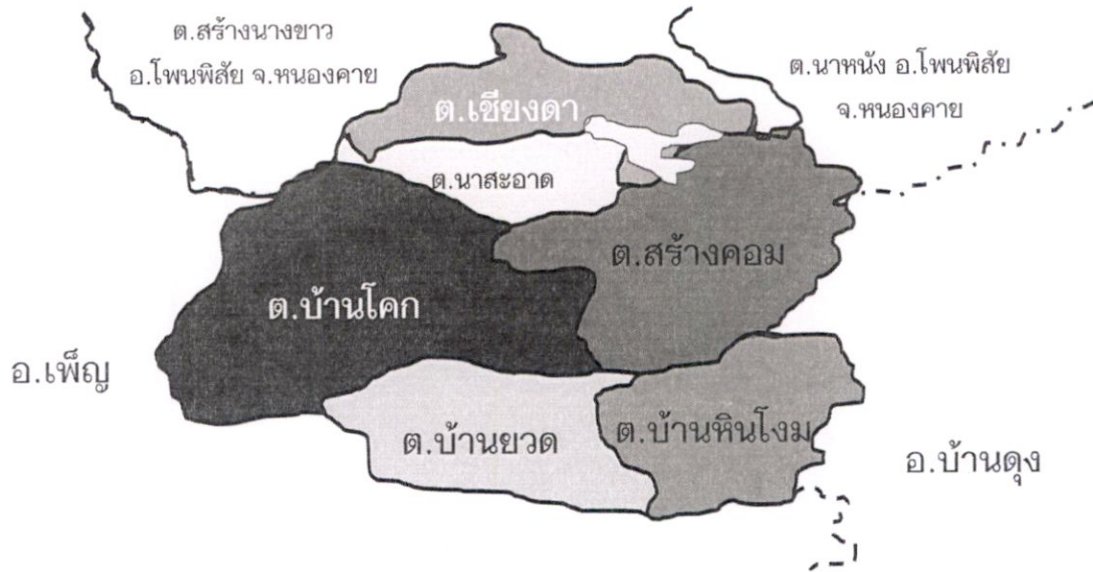 ต.สร้างนางขาว
อ.โพนพิสัย จ.หนองคาย
ต.นาหนัง อ.โพนพิสัย
จ.หนองคาย
ต.เชียงดา
ต.นาสะอาด
ต.สร้างคอม
ต.บ้านโคก
อ.เพ็ญ
ต.บ้านยวด
ต.บ้านหินโงม
อ.บ้านดุง